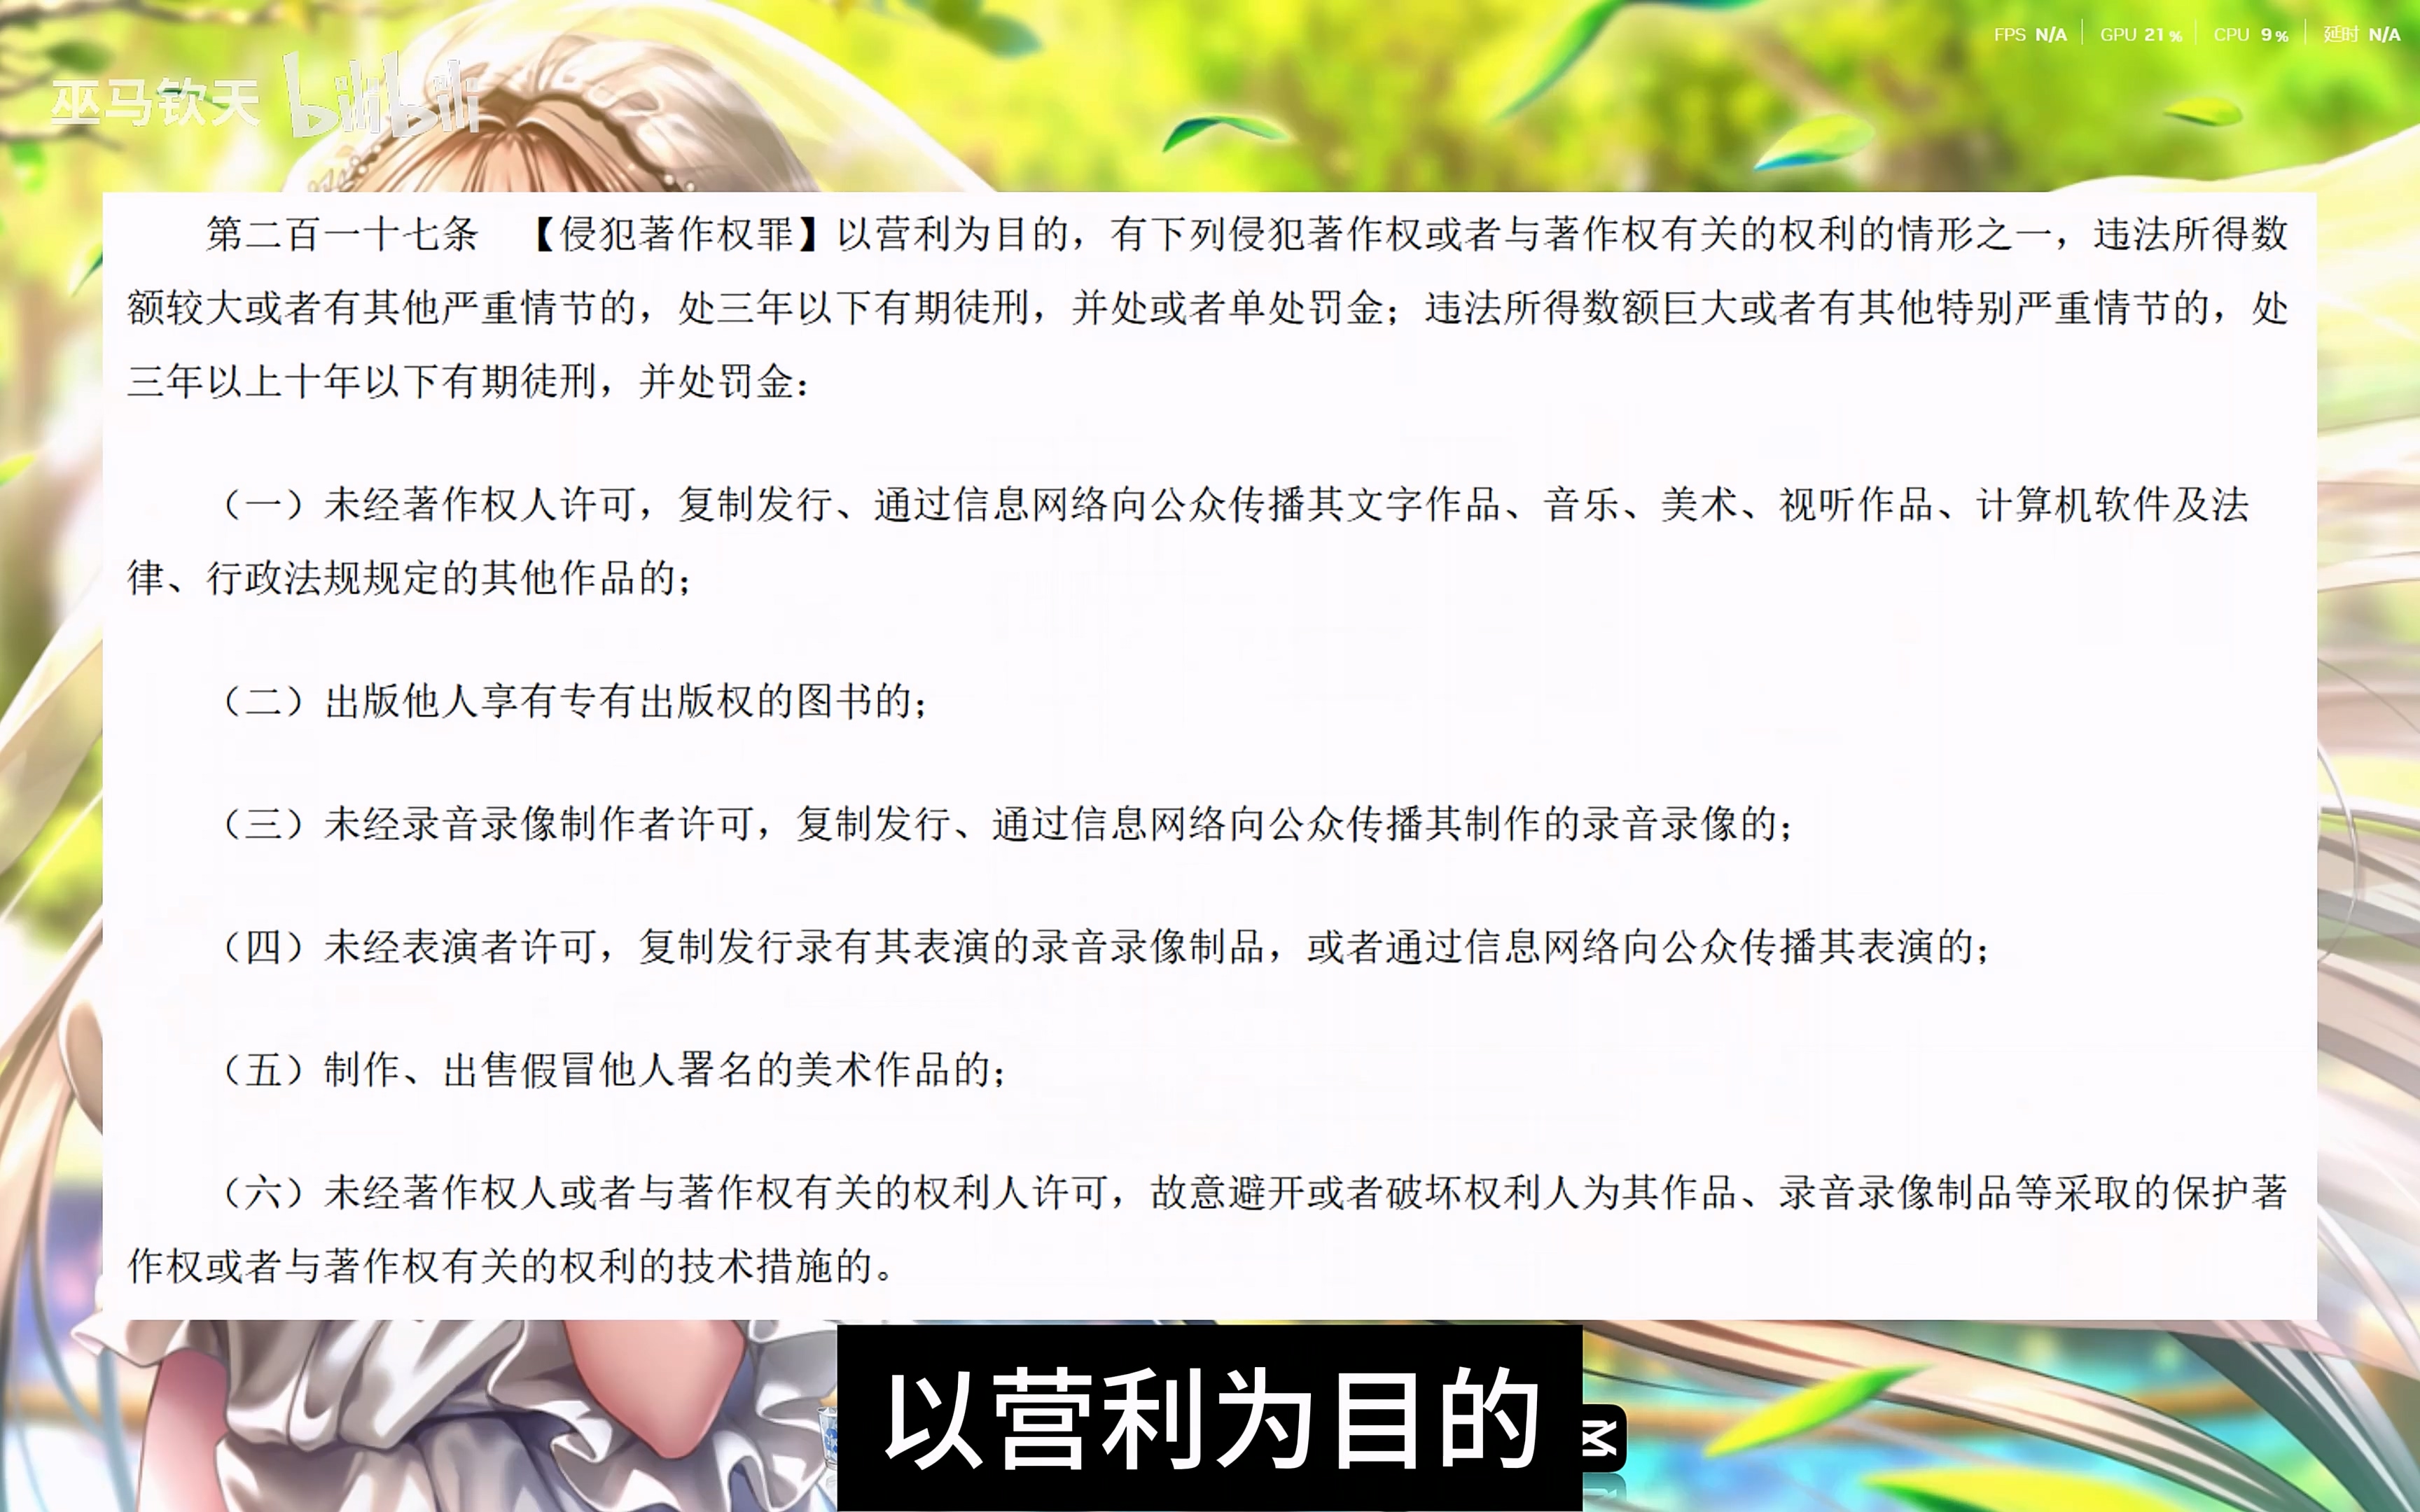 FPS N/A GPU 21% CPU 9% 延时 N/A
巫马钦天 bilibili
第二百一十七条 【侵犯著作权罪】以营利为目的，有下列侵犯著作权或者与著作权有关的权利的情形之一，违法所得数
额较大或者有其他严重情节的，处三年以下有期徒刑，并处或者单处罚金；违法所得数额巨大或者有其他特别严重情节的，处
三年以上十年以下有期徒刑，并处罚金：
（一）未经著作权人许可，复制发行、通过信息网络向公众传播其文字作品、音乐、美术、视听作品、计算机软件及法
律、行政法规规定的其他作品的；
（二）出版他人享有专有出版权的图书的；
（三）未经录音录像制作者许可，复制发行、通过信息网络向公众传播其制作的录音录像的；
（四）未经表演者许可，复制发行录有其表演的录音录像制品，或者通过信息网络向公众传播其表演的；
（五）制作、出售假冒他人署名的美术作品的；
（六）未经著作权人或者与著作权有关的权利人许可，故意避开或者破坏权利人为其作品、录音录像制品等采取的保护著
作权或者与著作权有关的权利的技术措施的。
以营利为目的